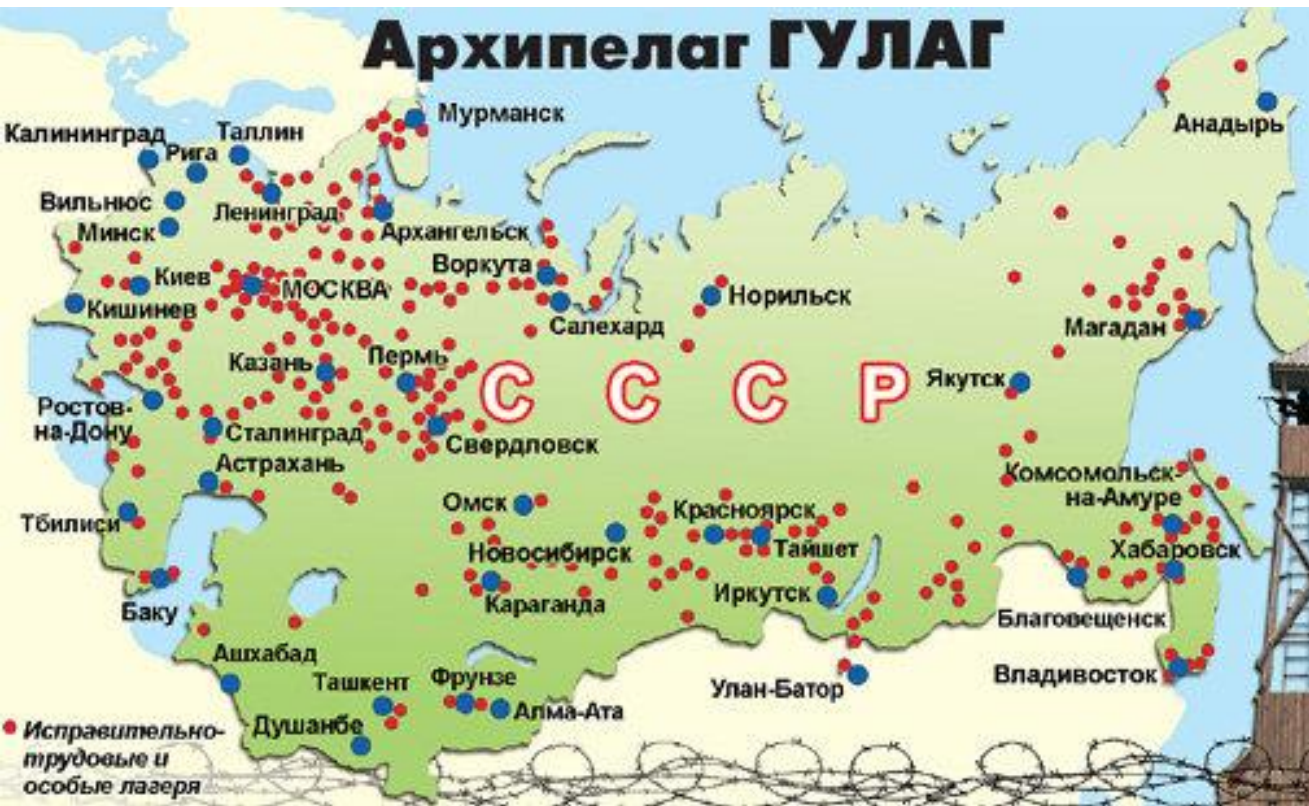 Архипелаг ГУЛАГ
Мурманск
Анадырь
Калининград
Таллин
Рига
Вильнюс
Ленинград
Минск
Архангельск
Воркута
Киев
МОСКВА
Норильск
Кишинев
Салехард
Магадан
Казань
Пермь
С С С Р
Якутск
Ростов-
на-Дону
Сталинград
Свердловск
Астрахань
Комсомольск-
на-Амуре
Омск
Красноярск
Тбилиси
Новосибирск
Тайшет
Хабаровск
Иркутск
Караганда
Баку
Благовещенск
Ашхабад
Ташкент
Фрунзе
Улан-Батор
Владивосток
Алма-Ата
Душанбе
Исправительно-
трудовые и
особые лагеря